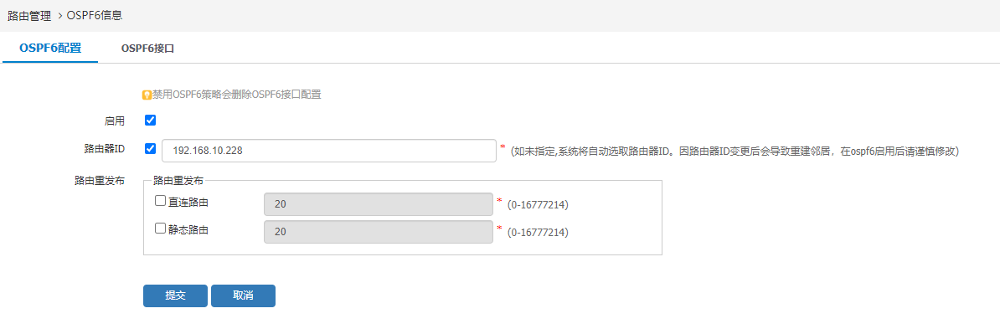 路由管理 > OSPF6信息
OSPF6配置 OSPF6接口
禁用OSPF6策略会删除OSPF6接口配置
启用
路由器ID 192.168.10.228 * (如未指定,系统将自动选取路由器ID。因路由器ID变更后会导致重建邻居，在ospf6启用后请谨慎修改)
路由重发布 路由重发布
直连路由 20 * (0-16777214)
静态路由 20 * (0-16777214)
提交 取消